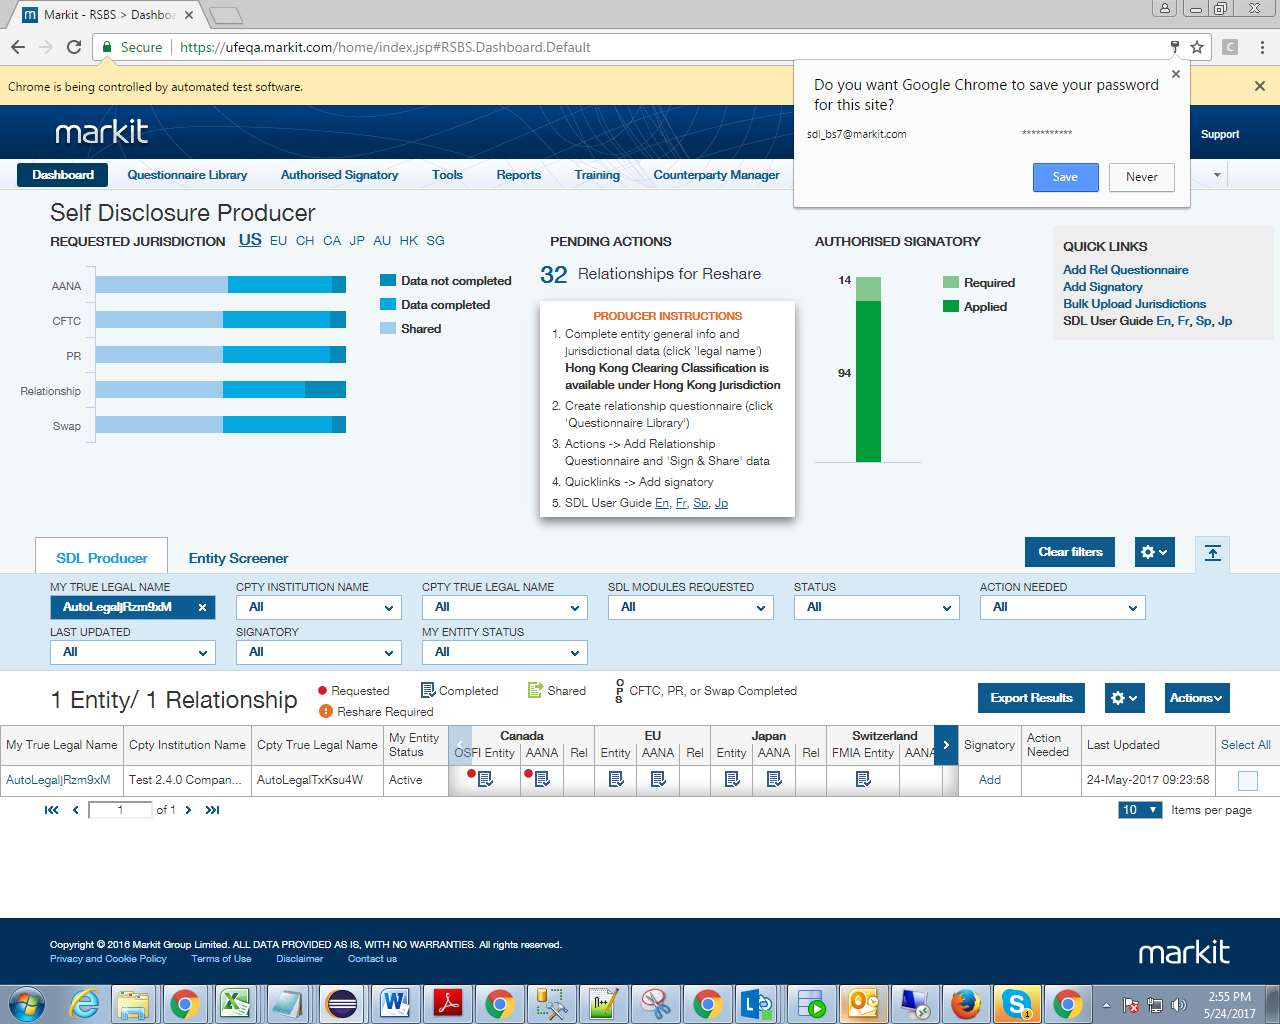 Markit - RSBS > Dashboa
Secure https://ufeqa.markit.com/home/index.jsp#RSBS.Dashboard.Default
Chrome is being controlled by automated test software.
Do you want Google Chrome to save your password
for this site?
sdl_bs7@markit.com ***********
Save Never
markit
Support
Dashboard Questionnaire Library Authorised Signatory Tools Reports Training Counterparty Manager
Self Disclosure Producer
REQUESTED JURISDICTION US EU CH CA JP AU HK SG
AANA
CFTC
PR
Relationship
Swap
Data not completed
Data completed
Shared
PENDING ACTIONS
32 Relationships for Reshare
PRODUCER INSTRUCTIONS
1. Complete entity general info and
jurisdictional data (click 'legal name')
Hong Kong Clearing Classification is
available under Hong Kong Jurisdiction
2. Create relationship questionnaire (click
'Questionnaire Library')
3. Actions -> Add Relationship
Questionnaire and 'Sign & Share' data
4. Quicklinks -> Add signatory
5. SDL User Guide En, Fr, Sp, Jp
AUTHORISED SIGNATORY
14
94
Required
Applied
QUICK LINKS
Add Rel Questionnaire
Add Signatory
Bulk Upload Jurisdictions
SDL User Guide En, Fr, Sp, Jp
SDL Producer Entity Screener
Clear filters
MY TRUE LEGAL NAME CPTY INSTITUTION NAME CPTY TRUE LEGAL NAME SDL MODULES REQUESTED STATUS ACTION NEEDED
AutoLegaljRzm9xM All All All All All
LAST UPDATED SIGNATORY MY ENTITY STATUS
All All All
1 Entity/ 1 Relationship
Requested Completed Shared OPS CFTC, PR, or Swap Completed
Reshare Required
Export Results Actions
My True Legal Name Cpty Institution Name Cpty True Legal Name My Entity Status Canada EU Japan Switzerland Signatory Action Needed Last Updated Select All
OSFI Entity AANA Rel Entity AANA Rel Entity AANA Rel FMIA Entity AANA
AutoLegaljRzm9xM Test 2.4.0 Compan... AutoLegalTxKsu4W Active Add 24-May-2017 09:23:58
1 of 1
10 Items per page
Copyright © 2016 Markit Group Limited. ALL DATA PROVIDED AS IS, WITH NO WARRANTIES. All rights reserved.
Privacy and Cookie Policy Terms of Use Disclaimer Contact us
markit
2:55 PM
5/24/2017